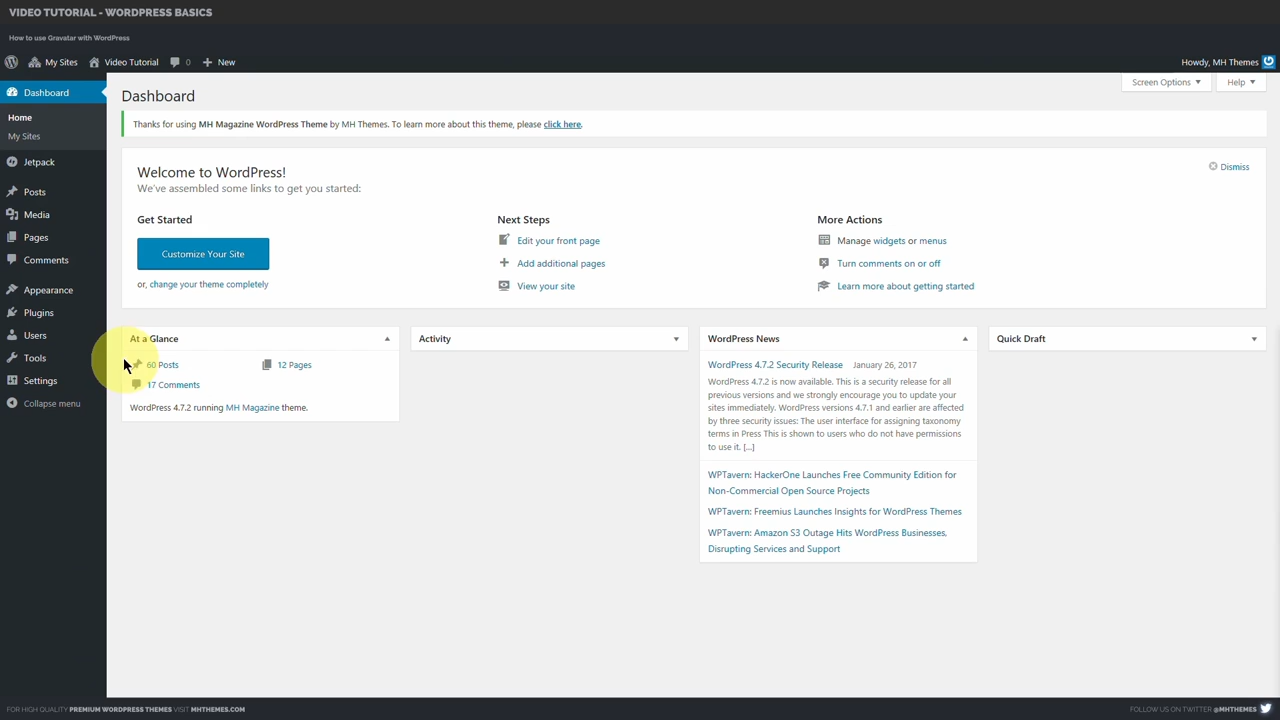 VIDEO TUTORIAL - WORDPRESS BASICS
How to use Gravatar with WordPress
My Sites
Video Tutorial
0
New
Howdy, MH Themes
Dashboard
Home
My Sites
Jetpack
Posts
Media
Pages
Comments
Appearance
Plugins
Users
Tools
Settings
Collapse menu
Dashboard
Screen Options
Help
Thanks for using MH Magazine WordPress Theme by MH Themes. To learn more about this theme, please click here.
Welcome to WordPress!
We've assembled some links to get you started:
Dismiss
Get Started
Customize Your Site
or, change your theme completely
Next Steps
Edit your front page
Add additional pages
View your site
More Actions
Manage widgets or menus
Turn comments on or off
Learn more about getting started
At a Glance
60 Posts
12 Pages
17 Comments
WordPress 4.7.2 running MH Magazine theme.
Activity
WordPress News
WordPress 4.7.2 Security Release January 26, 2017
WordPress 4.7.2 is now available. This is a security release for all
previous versions and we strongly encourage you to update your
sites immediately. WordPress versions 4.7.1 and earlier are affected
by three security issues: The user interface for assigning taxonomy
terms in Press This is shown to users who do not have permissions
to use it. [...]
WPTavern: HackerOne Launches Free Community Edition for
Non-Commercial Open Source Projects
WPTavern: Freemius Launches Insights for WordPress Themes
WPTavern: Amazon S3 Outage Hits WordPress Businesses,
Disrupting Services and Support
Quick Draft
FOR HIGH QUALITY PREMIUM WORDPRESS THEMES VISIT MHTHEMES.COM
FOLLOW US ON TWITTER @MHTHEMES